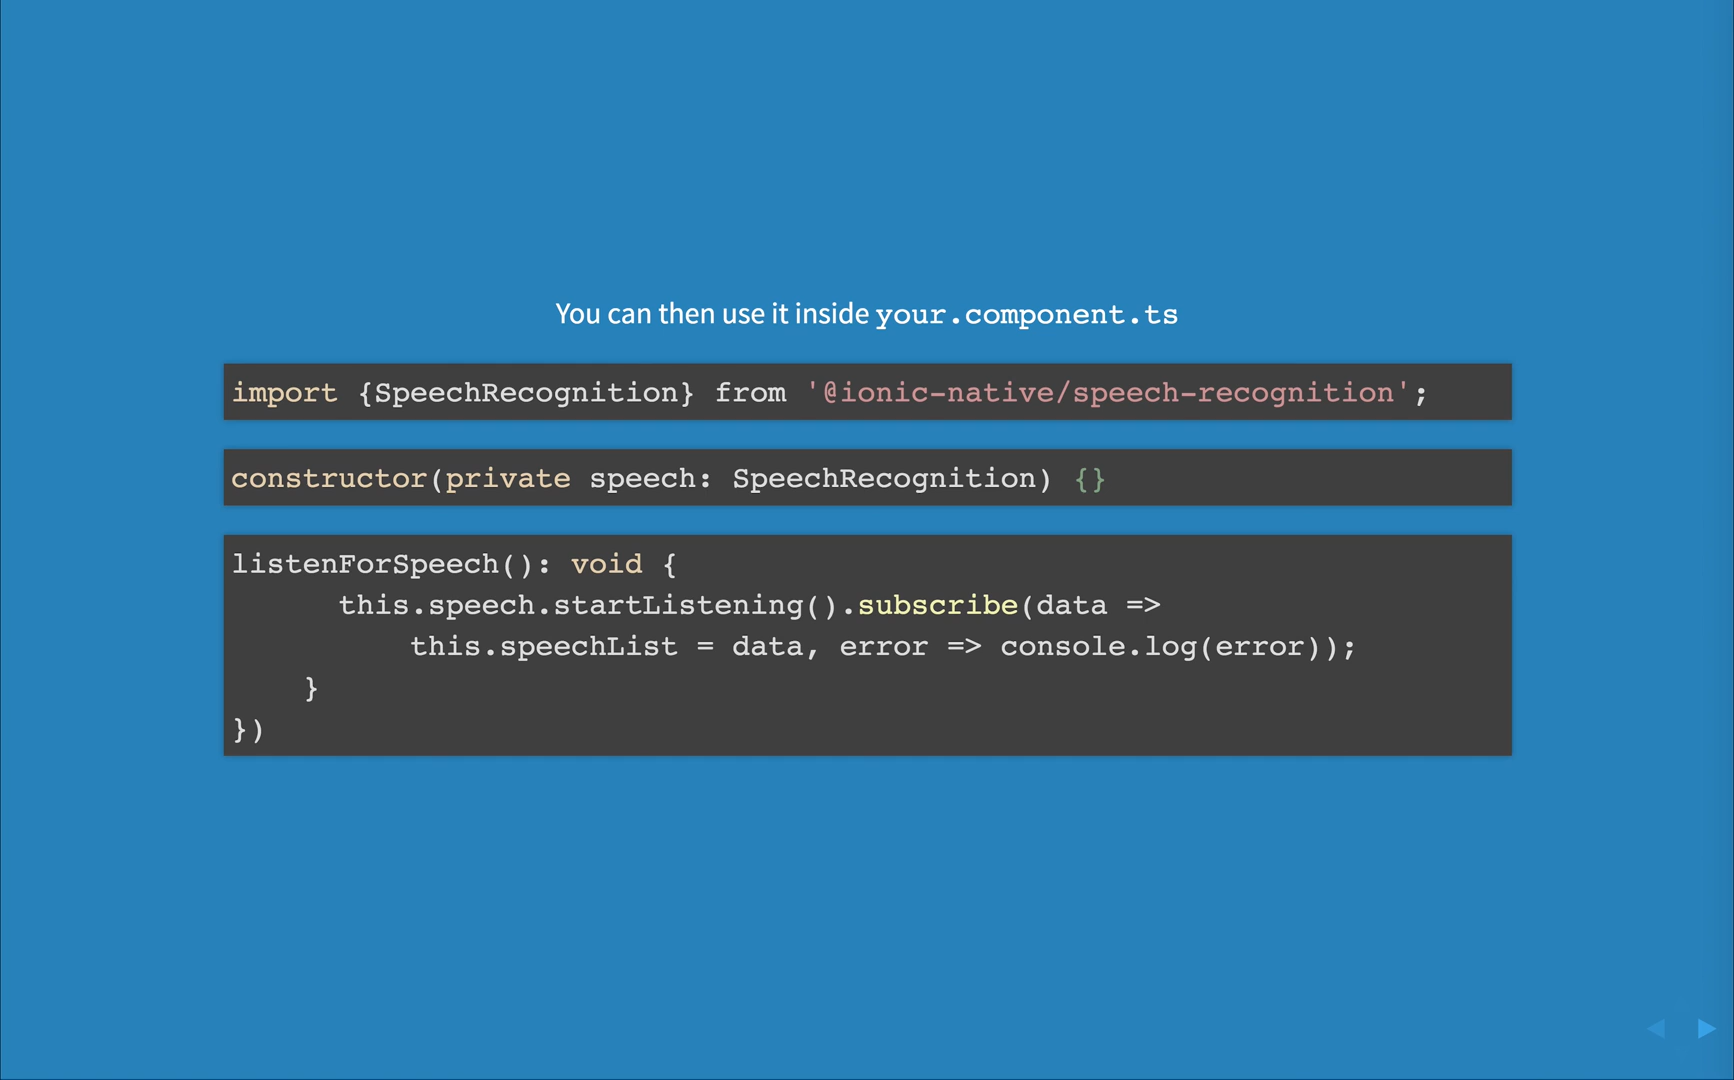 You can then use it inside your.component.ts
import {SpeechRecognition} from '@ionic-native/speech-recognition';
constructor(private speech: SpeechRecognition) {}
listenForSpeech(): void {
      this.speech.startListening().subscribe(data =>
          this.speechList = data, error => console.log(error));
    }
})